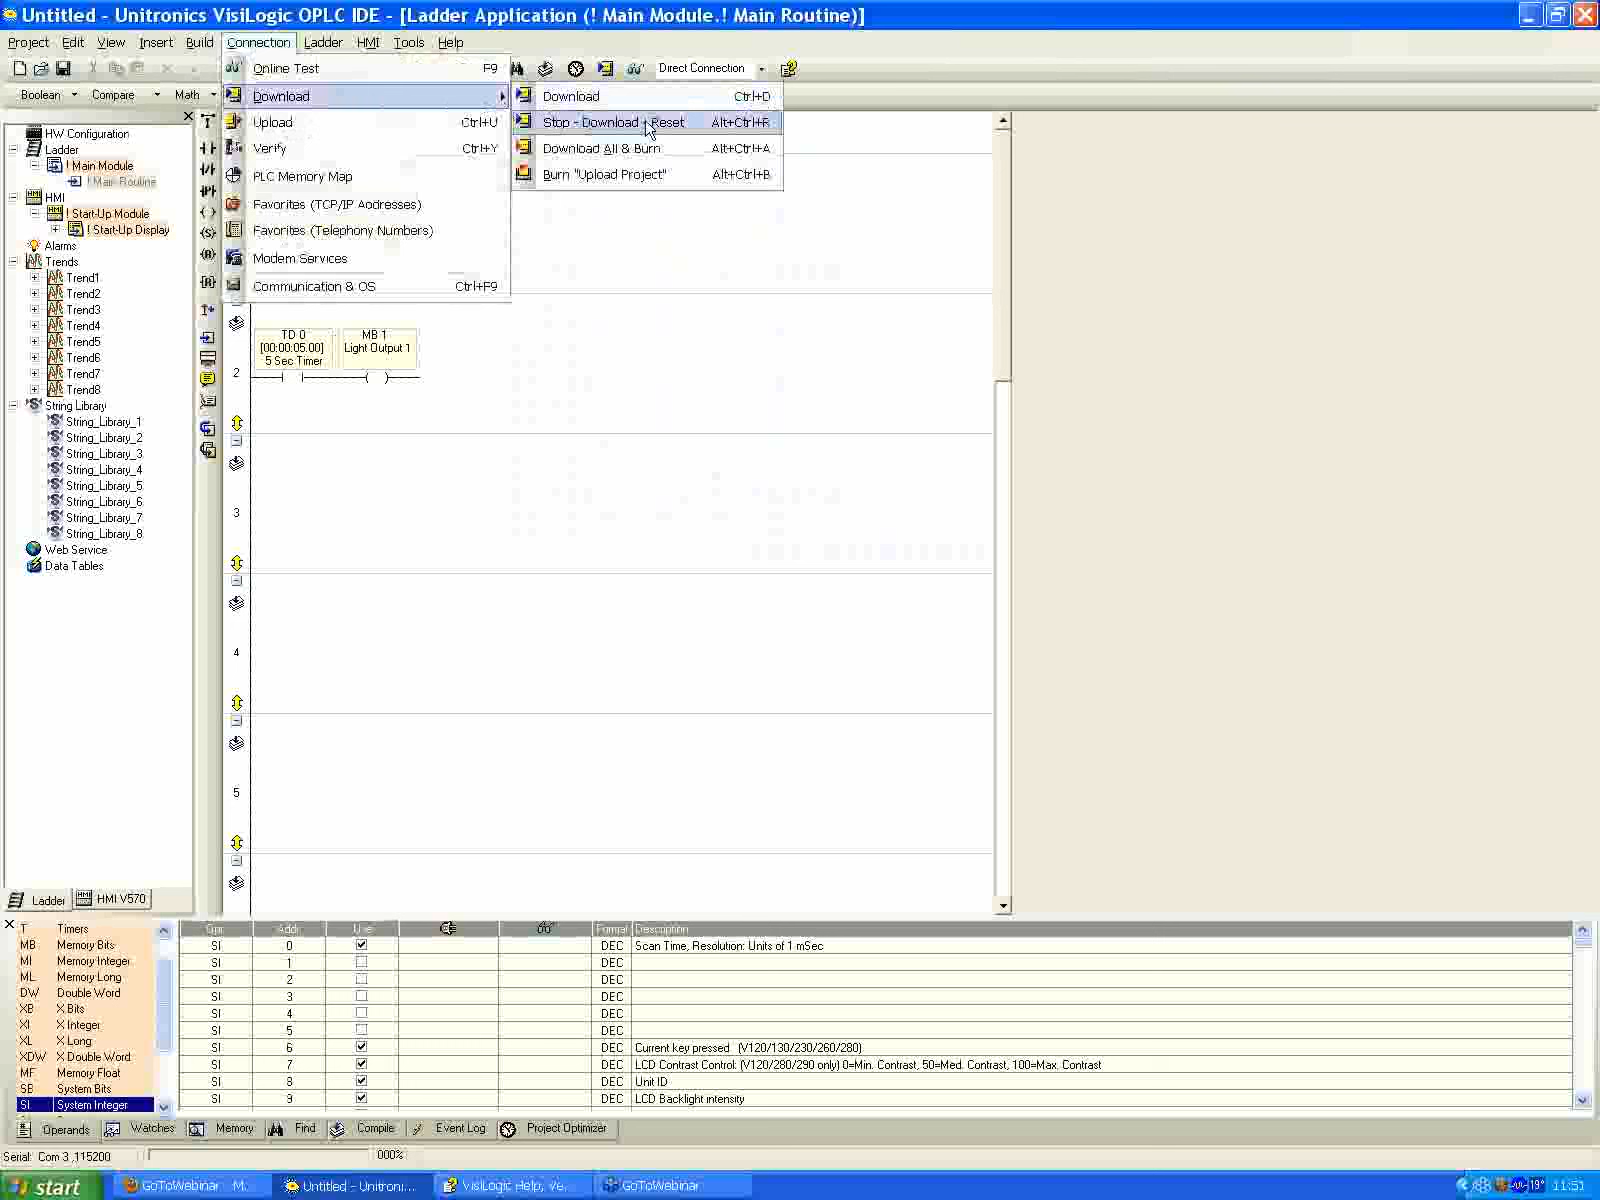 Untitled - Unitronics VisiLogic OPLC IDE - [Ladder Application (! Main Module.! Main Routine)]
Project Edit View Insert Build Connection Ladder HMI Tools Help
Direct Connection
Boolean Compare Math
Online Test F9
Download
Upload Ctrl+U
Verify Ctrl+Y
PLC Memory Map
Favorites (TCP/IP Addresses)
Favorites (Telephony Numbers)
Modem Services
Communication & OS Ctrl+F9
Download Ctrl+D
Stop - Download - Reset Alt+Ctrl+R
Download All & Burn Alt+Ctrl+A
Burn "Upload Project" Alt+Ctrl+B
HW Configuration
Ladder
! Main Module
! Main Routine
HMI
! Start-Up Module
! Start-Up Display
Alarms
Trends
Trend1
Trend2
Trend3
Trend4
Trend5
Trend6
Trend7
Trend8
String Library
String_Library_1
String_Library_2
String_Library_3
String_Library_4
String_Library_5
String_Library_6
String_Library_7
String_Library_8
Web Service
Data Tables
TD 0
[00:00:05.00]
5 Sec Timer
MB 1
Light Output 1
2
3
4
5
Ladder HMI V570
T Timers
MB Memory Bits
MI Memory Integer
ML Memory Long
DW Double Word
XB X Bits
XI X Integer
XL X Long
XDW X Double Word
MF Memory Float
SB System Bits
SI System Integer
Opr Addr Use Format Description
SI 0 DEC Scan Time, Resolution: Units of 1 mSec
SI 1 DEC
SI 2 DEC
SI 3 DEC
SI 4 DEC
SI 5 DEC
SI 6 DEC Current key pressed (V120/130/230/260/280)
SI 7 DEC LCD Contrast Control: (V120/280/290 only) 0=Min. Contrast, 50=Med. Contrast, 100=Max. Contrast
SI 8 DEC Unit ID
SI 9 DEC LCD Backlight intensity
Operands Watches Memory Find Compile Event Log Project Optimizer
Serial: Com 3 ,115200 000%
start GoToWebinar M... Untitled - Unitroni... VisiLogic Help, Ve... GoToWebinar 19° 11:51